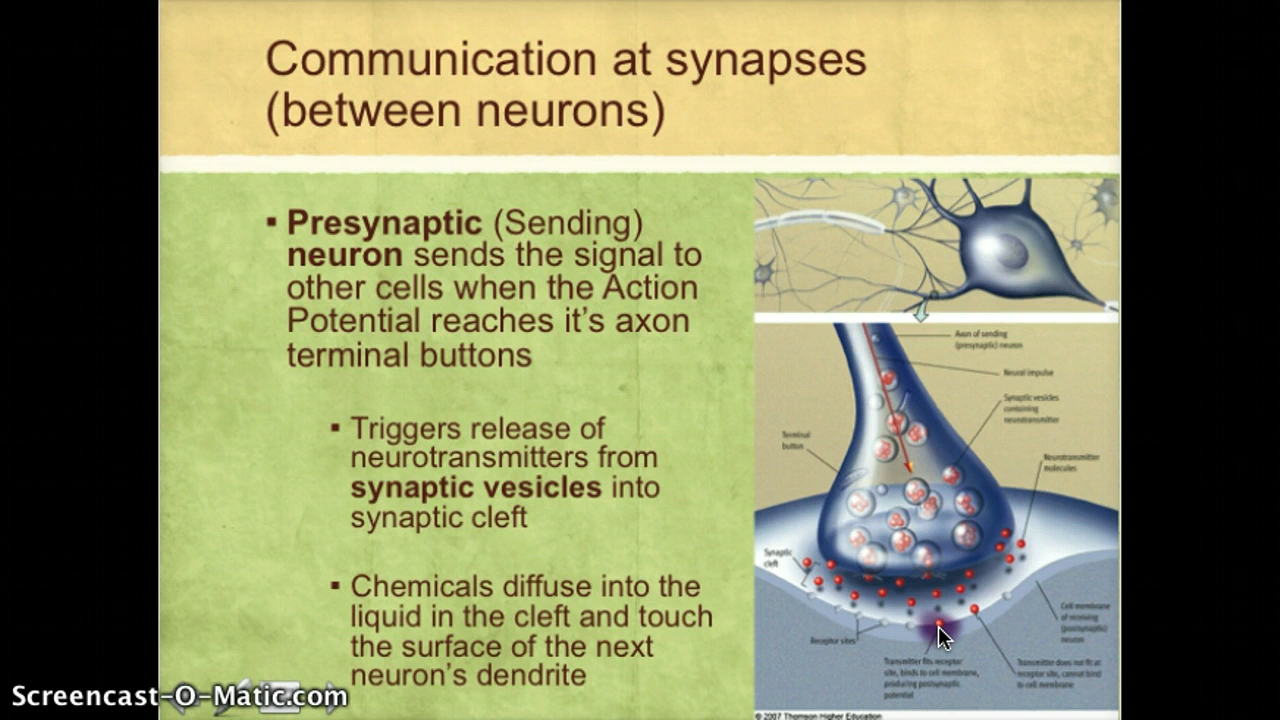 Communication at synapses
(between neurons)
▪ Presynaptic (Sending)
neuron sends the signal to
other cells when the Action
Potential reaches it's axon
terminal buttons
▪ Triggers release of
neurotransmitters from
synaptic vesicles into
synaptic cleft
▪ Chemicals diffuse into the
liquid in the cleft and touch
the surface of the next
neuron's dendrite
Axon of sending
(presynaptic) neuron
Neural impulse
Synaptic vesicles
containing
neurotransmitter
Terminal
button
Neurotransmitter
molecules
Synaptic
cleft
Cell membrane
of receiving
(postsynaptic)
neuron
Receptor sites
Transmitter fits receptor
site, binds to cell membrane,
producing postsynaptic
potential
Transmitter does not fit at
receptor site, cannot bind
to cell membrane
© 2007 Thomson Higher Education
Screencast-O-Matic.com